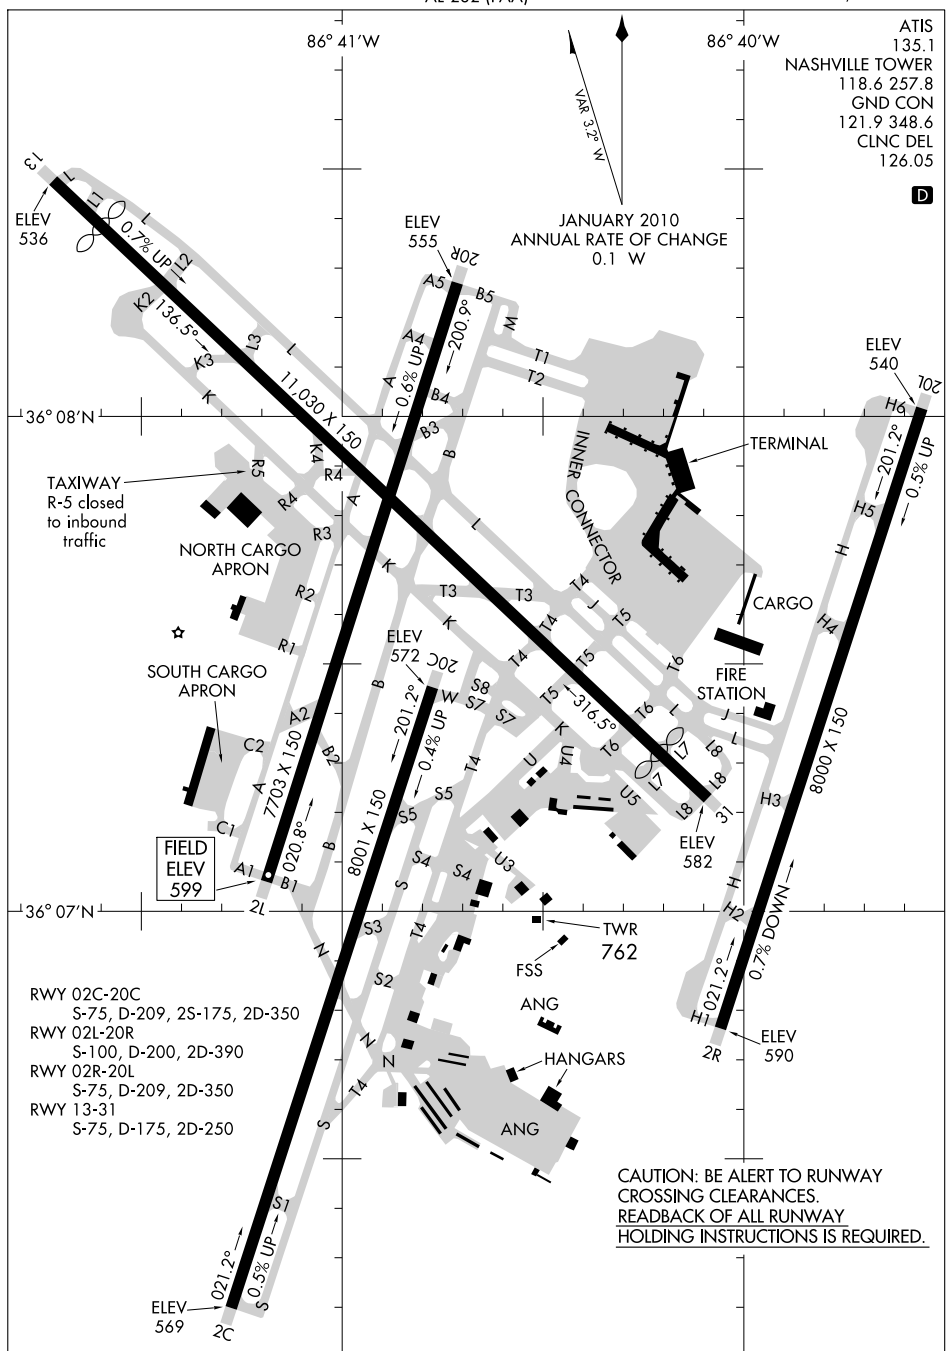 86° 41'W
86° 40'W
ATIS
135.1
NASHVILLE TOWER
118.6 257.8
GND CON
121.9 348.6
CLNC DEL
126.05
D
VAR 3.2° W
JANUARY 2010
ANNUAL RATE OF CHANGE
0.1 W
13
ELEV
536
L
L1
L
0.7% UP
L2
K2
136.5°
K3
L3
L
K
11,030 X 150
ELEV
555
20R
A5
B5
M
200.9°
A4
A
0.6% UP
B4
B3
B
T1
T2
ELEV
540
20L
H6
201.2°
0.5% UP
H5
H
36° 08'N
TERMINAL
INNER
CONNECTOR
K4
R5
R4
R4
A
TAXIWAY
R-5 closed
to inbound
traffic
R3
NORTH CARGO
APRON
R2
R1
L
K
T3
T3
T4
J
T5
T4
CARGO
H4
K
T4
T5
T6
FIRE
STATION
ELEV
572
20C
SOUTH CARGO
APRON
W
S8
S7
S7
T5
316.5°
T6
L
J
L
L8
B
201.2°
0.4% UP
A2
B2
C2
A
7703 X 150
020.8°
K
T6
L7
L7
L8
L8
31
U4
U
U5
T4
S5
S5
8000 X 150
H3
8001 X 150
C1
B
FIELD
ELEV
599
A1
B1
2L
S4
S4
U3
S
ELEV
582
H
H2
36° 07'N
N
S3
T4
TWR
762
FSS
S2
ANG
021.2°
0.7% DOWN
H1
2R
ELEV
590
RWY 02C-20C
S-75, D-209, 2S-175, 2D-350
RWY 02L-20R
S-100, D-200, 2D-390
RWY 02R-20L
S-75, D-209, 2D-350
RWY 13-31
S-75, D-175, 2D-250
N
N
T4
S
HANGARS
ANG
CAUTION: BE ALERT TO RUNWAY
CROSSING CLEARANCES.
READBACK OF ALL RUNWAY
HOLDING INSTRUCTIONS IS REQUIRED.
S1
021.2°
0.5% UP
S
ELEV
569
2C